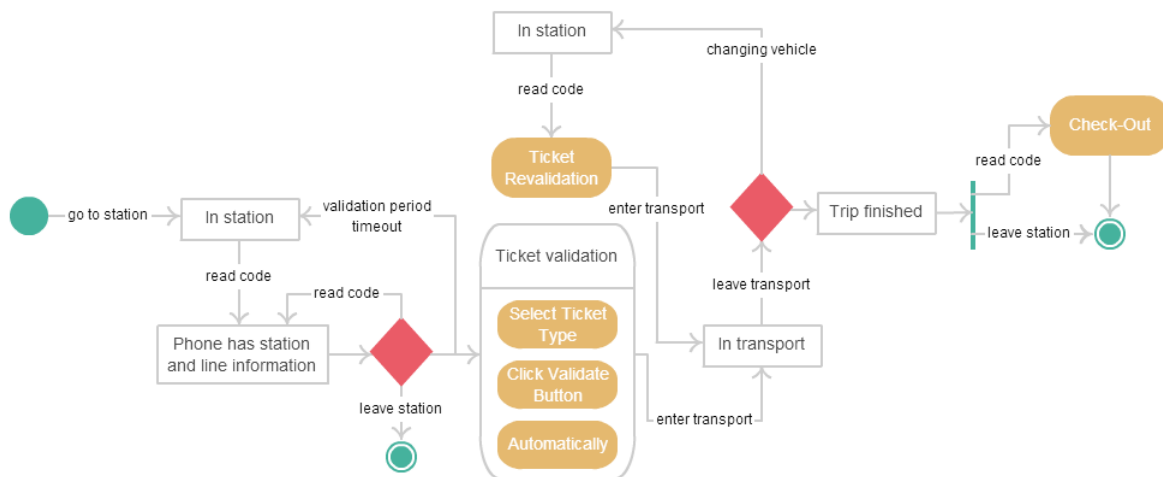 In station
changing vehicle
read code
Check-Out
Ticket
Revalidation
read code
go to station
In station
validation period
timeout
enter transport
Trip finished
leave station
Ticket validation
read code
leave transport
read code
Select Ticket
Type
Phone has station
and line information
In transport
Click Validate
Button
leave station
enter transport
Automatically